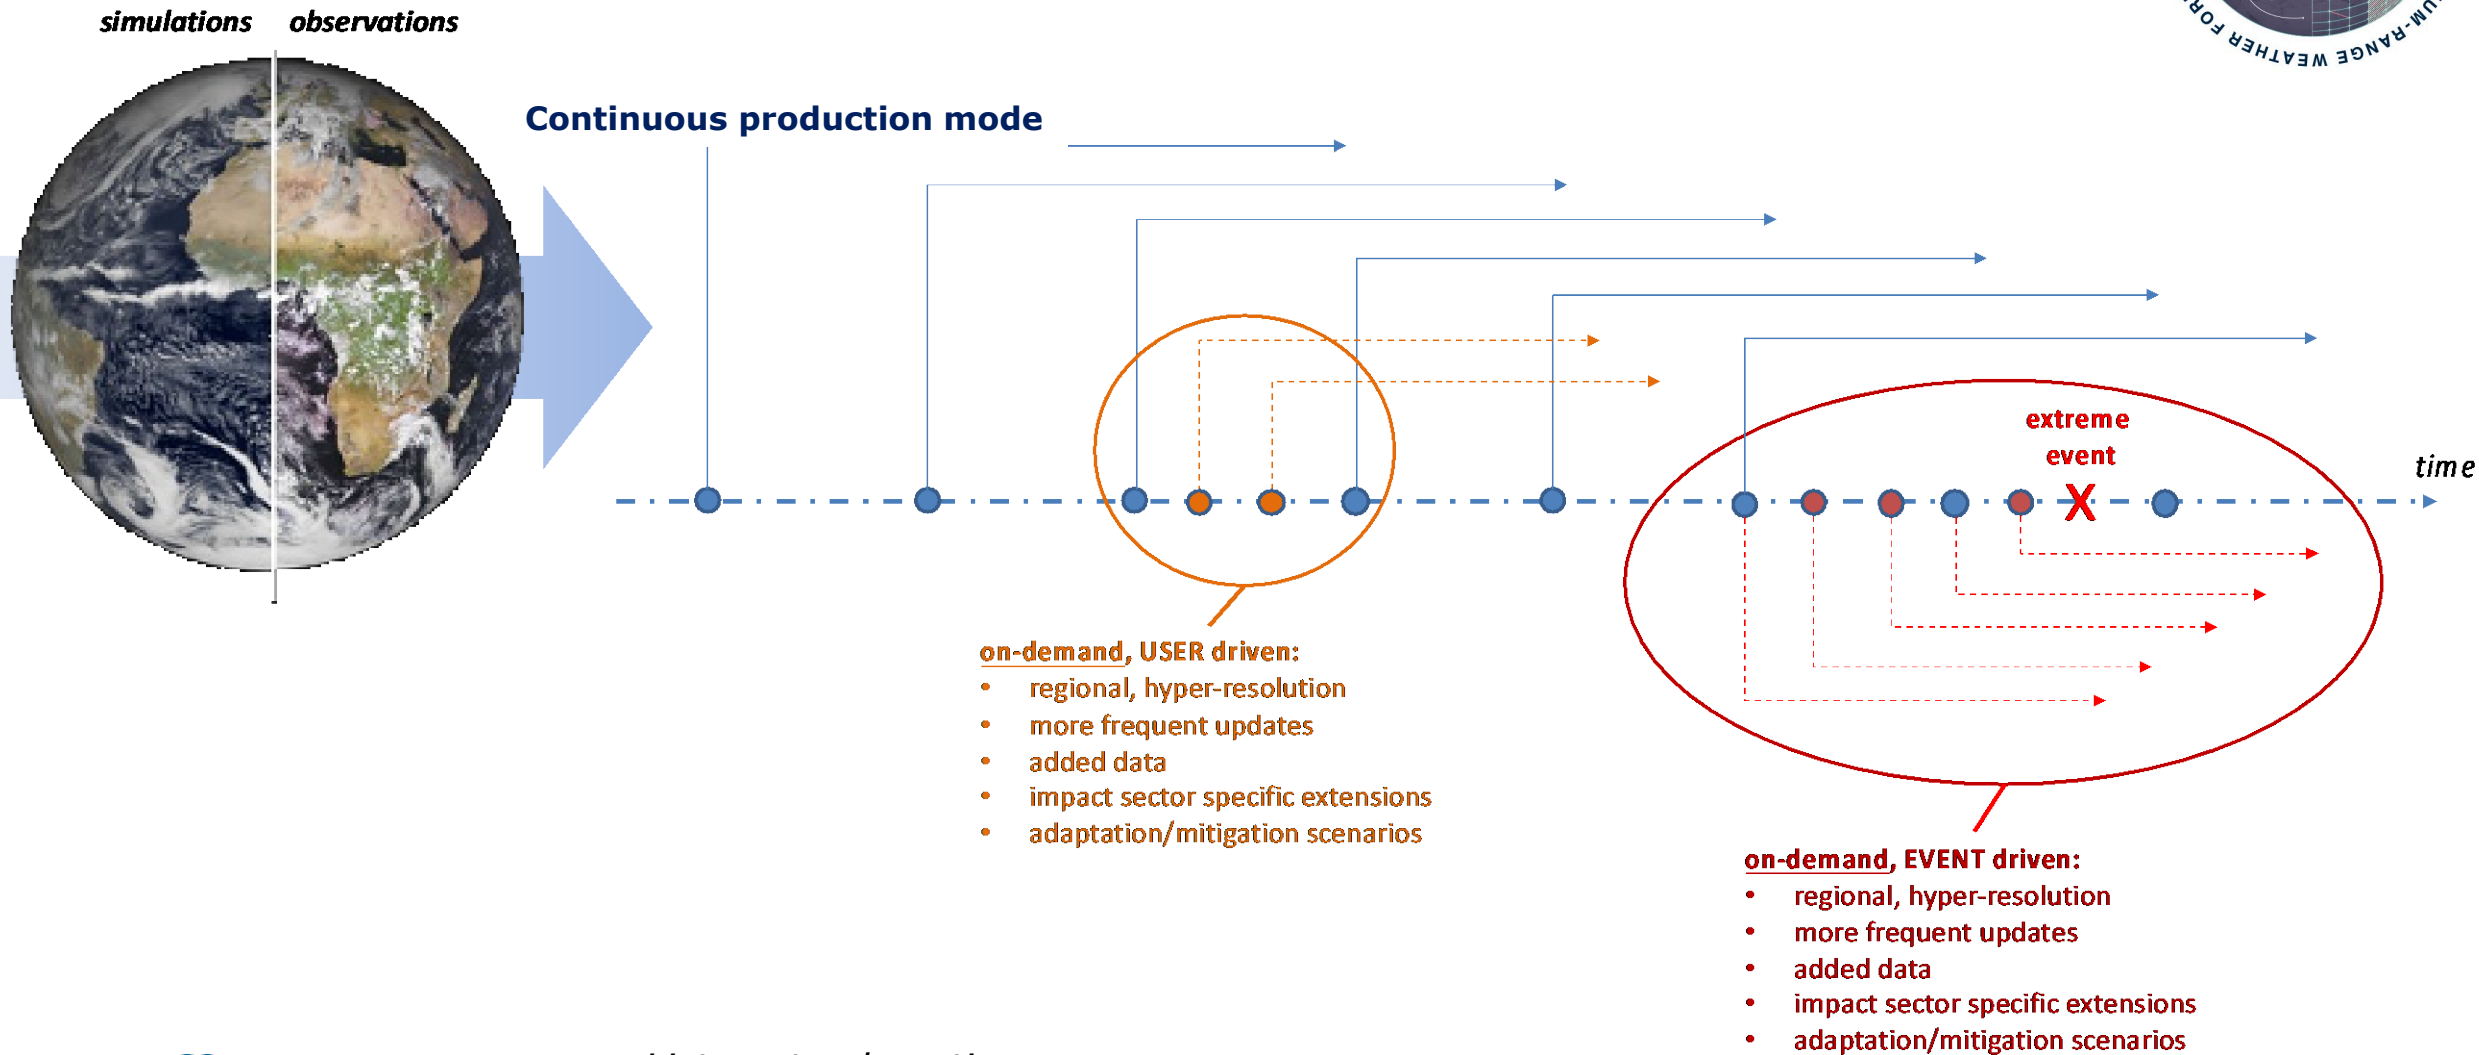 simulations observations
RANGE WEATHER
Continuous production mode
extreme
event
X
time
on-demand, USER driven:
• regional, hyper-resolution
• more frequent updates
• added data
• impact sector specific extensions
• adaptation/mitigation scenarios
on-demand, EVENT driven:
• regional, hyper-resolution
• more frequent updates
• added data
• impact sector specific extensions
• adaptation/mitigation scenarios